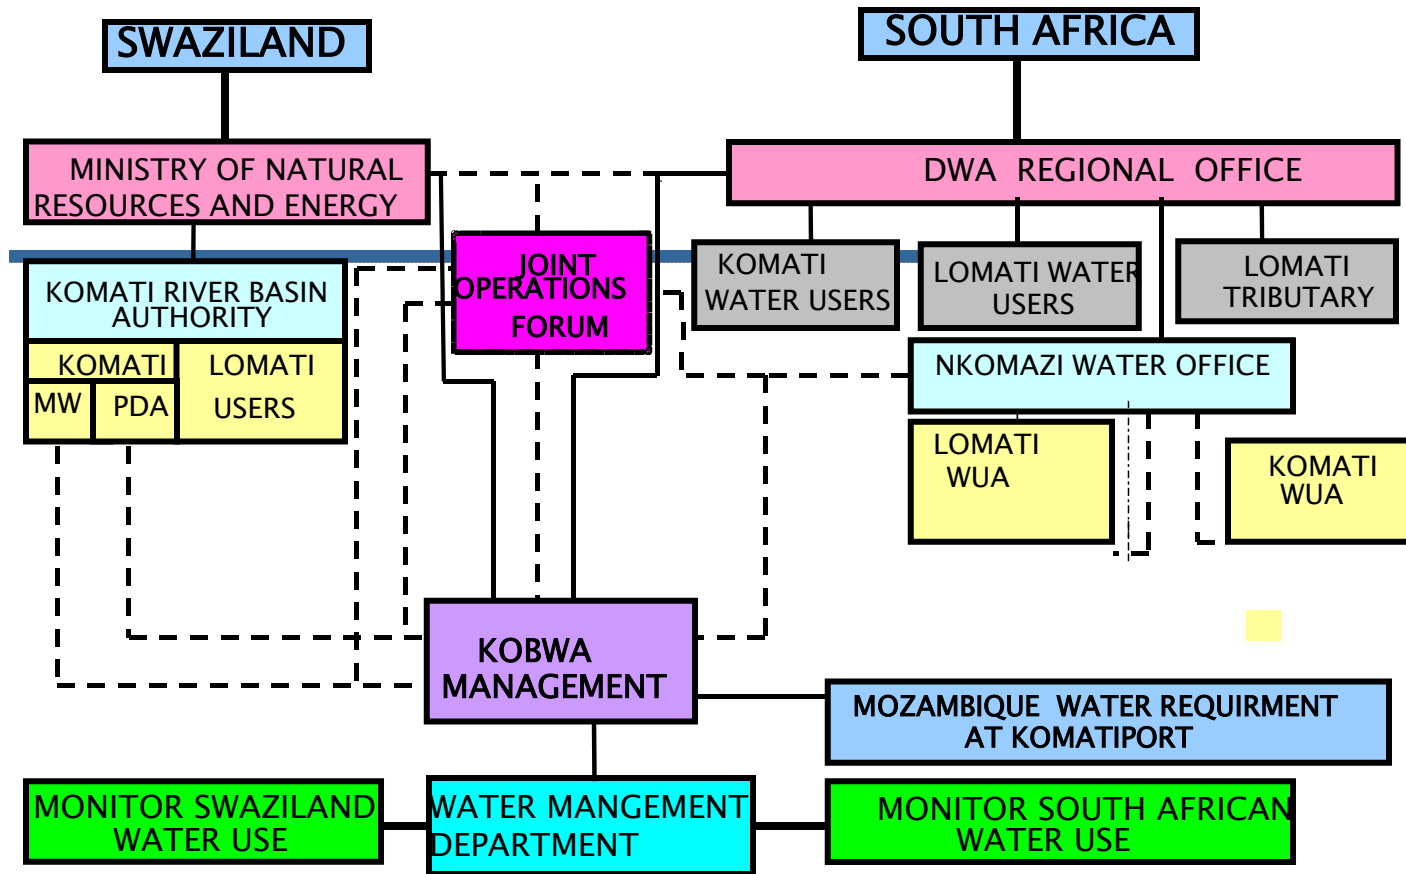 SWAZILAND
SOUTH AFRICA
MINISTRY OF NATURAL
RESOURCES AND ENERGY
DWA REGIONAL OFFICE
JOINT
OPERATIONS
FORUM
KOMATI
WATER USERS
LOMATI WATER
USERS
LOMATI
TRIBUTARY
KOMATI RIVER BASIN
AUTHORITY
KOMATI
LOMATI
USERS
MW
PDA
NKOMAZI WATER OFFICE
LOMATI
WUA
KOMATI
WUA
KOBWA
MANAGEMENT
MOZAMBIQUE WATER REQUIRMENT
AT KOMATIPORT
MONITOR SWAZILAND
WATER USE
WATER MANGEMENT
DEPARTMENT
MONITOR SOUTH AFRICAN
WATER USE